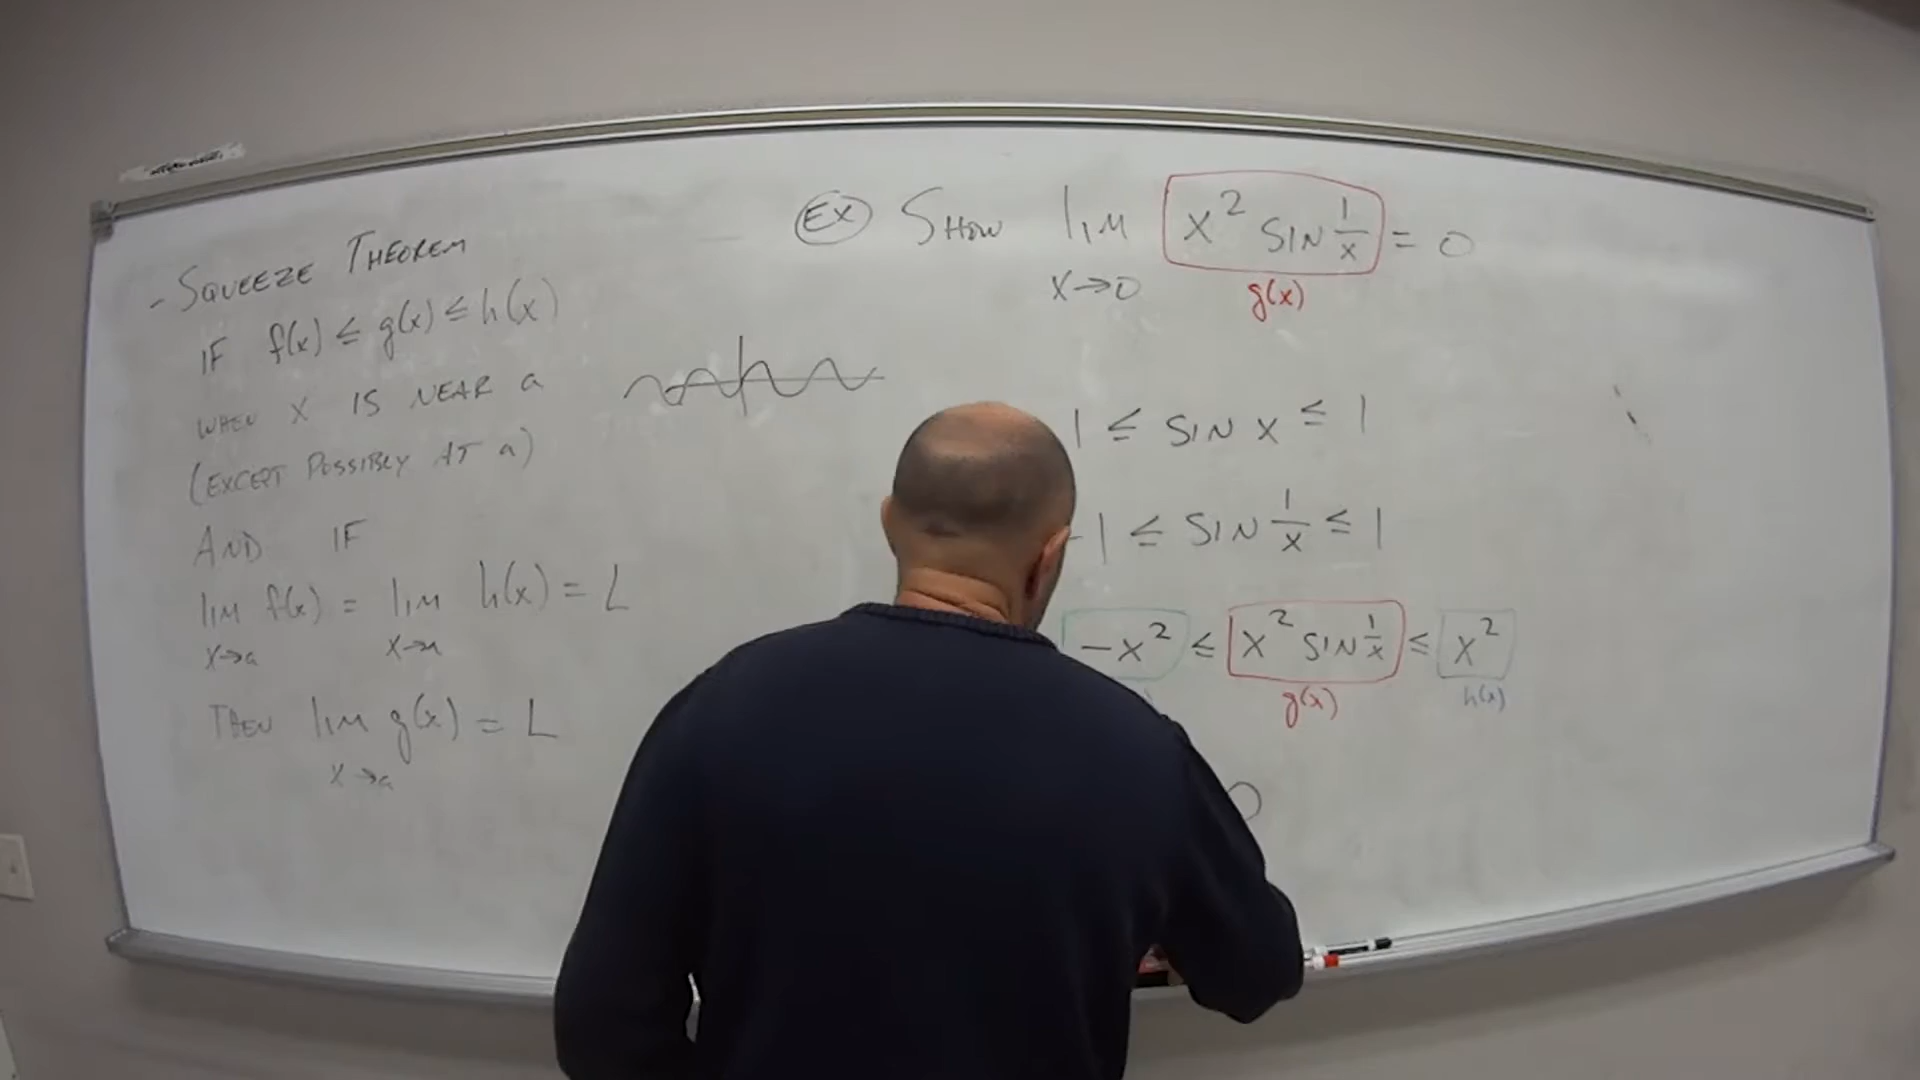 - SQUEEZE THEOREM
IF f(x) ≤ g(x) ≤ h(x)
WHEN X IS NEAR a
(EXCEPT POSSIBLY AT a)
AND IF
lim f(x) = lim h(x) = L
x→a x→a
THEN lim g(x) = L
x→a
EX SHOW lim x² SIN 1/x = 0
x→0 g(x)
1 ≤ SIN x ≤ 1
-1 ≤ SIN 1/x ≤ 1
-x² ≤ x² SIN 1/x ≤ x²
g(x) h(x)
0